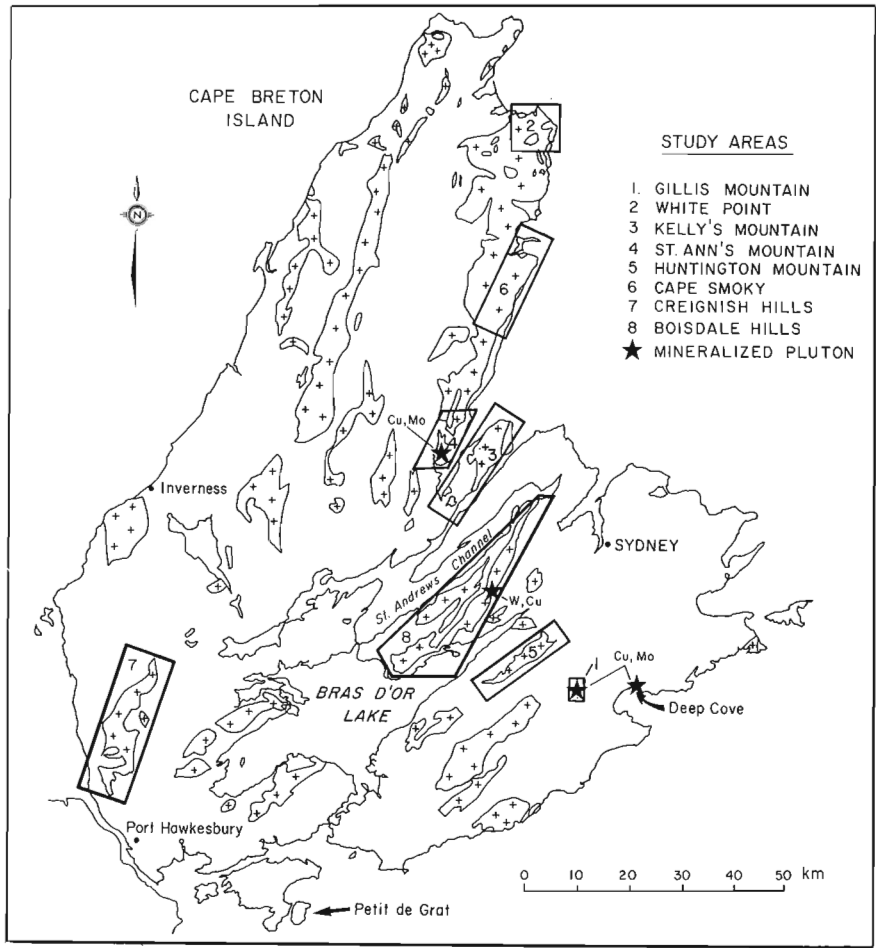 CAPE BRETON
ISLAND
N
STUDY AREAS
1. GILLIS MOUNTAIN
2 WHITE POINT
3 KELLY'S MOUNTAIN
4 ST. ANN'S MOUNTAIN
5 HUNTINGTON MOUNTAIN
6 CAPE SMOKY
7 CREIGNISH HILLS
8 BOISDALE HILLS
★ MINERALIZED PLUTON
2
6
Cu, Mo
4
3
Inverness
SYDNEY
St. Andrews Channel
W, Cu
8
5
1
Cu, Mo
7
BRAS D'OR
LAKE
Deep Cove
Port Hawkesbury
Petit de Grat
0 10 20 30 40 50 km